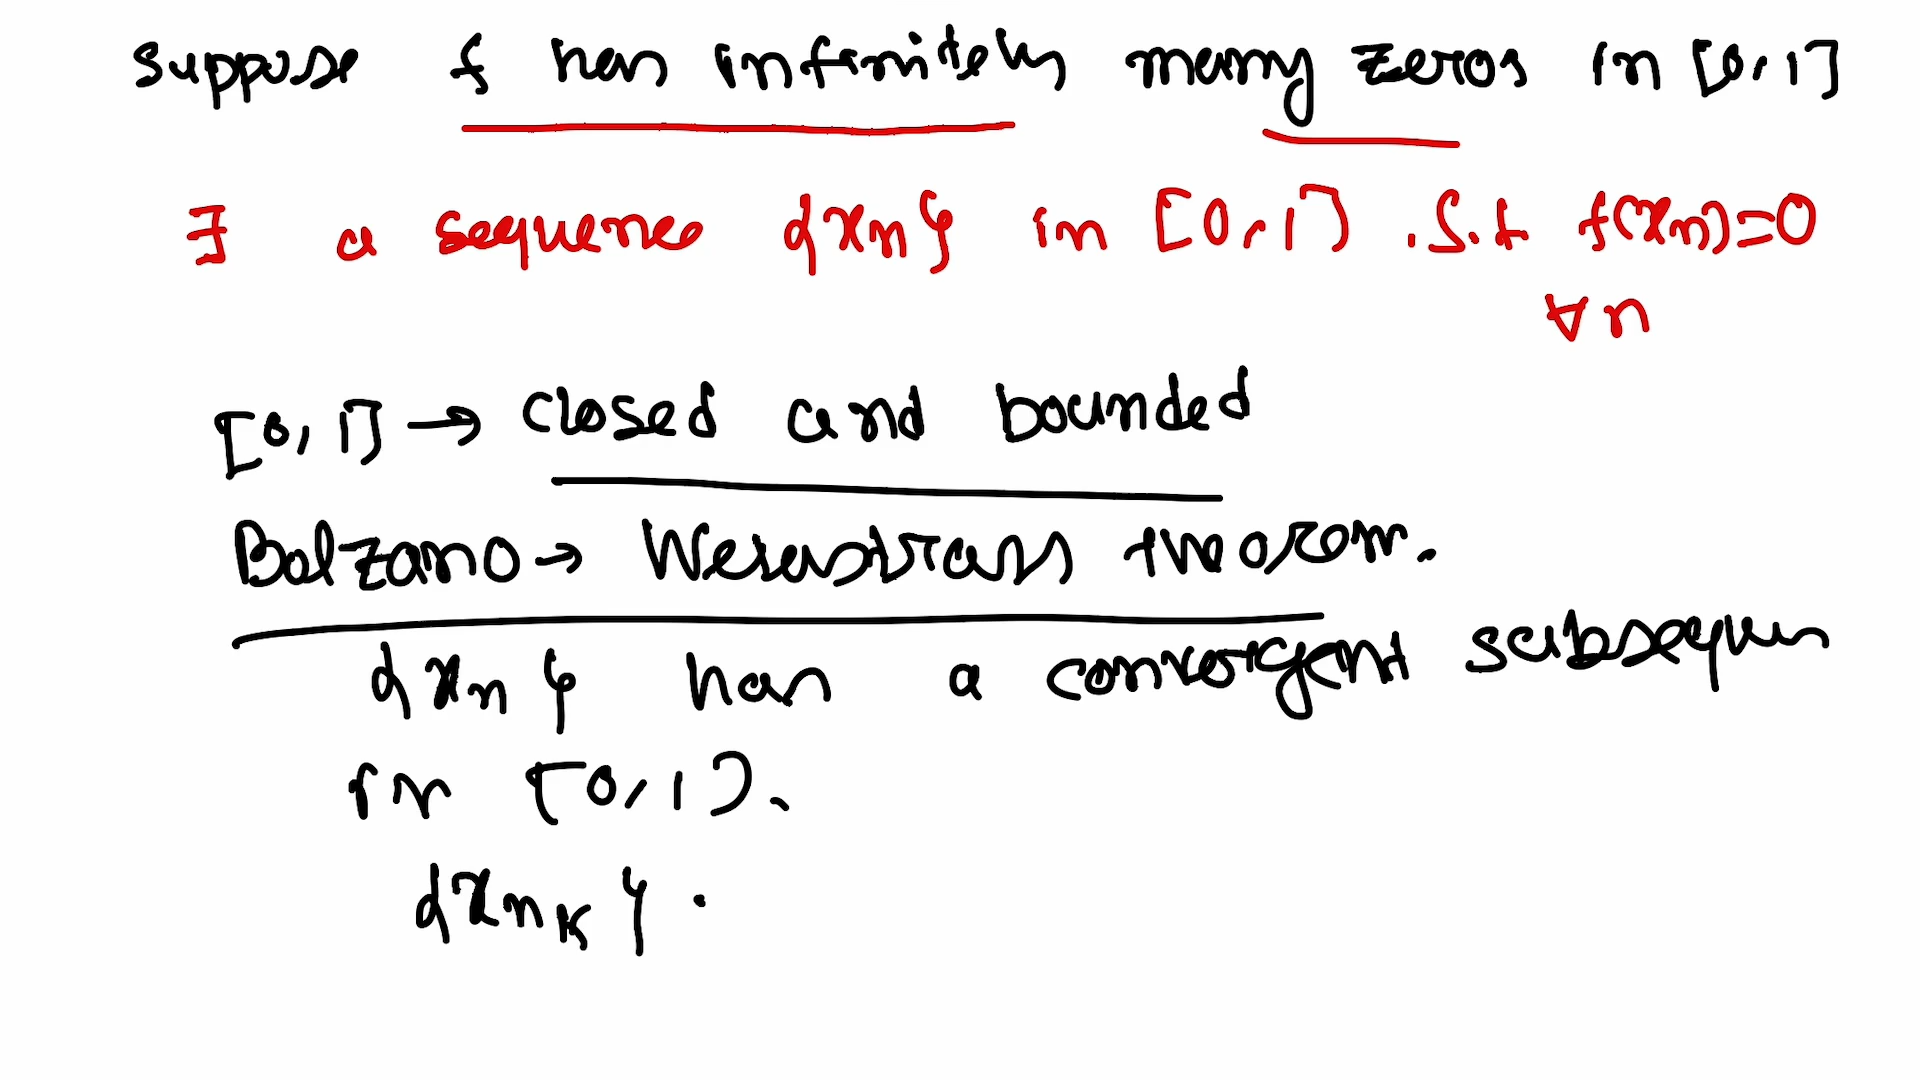 suppose f has infinitely many zeros in [0,1]
∃ a sequence {xn} in [0,1] .S.t f(xn)=0
∀n
[0,1] → closed and bounded
Bolzano → Weierstrass theorem.
{xn} has a convergent
in [0,1].
{xnk}.